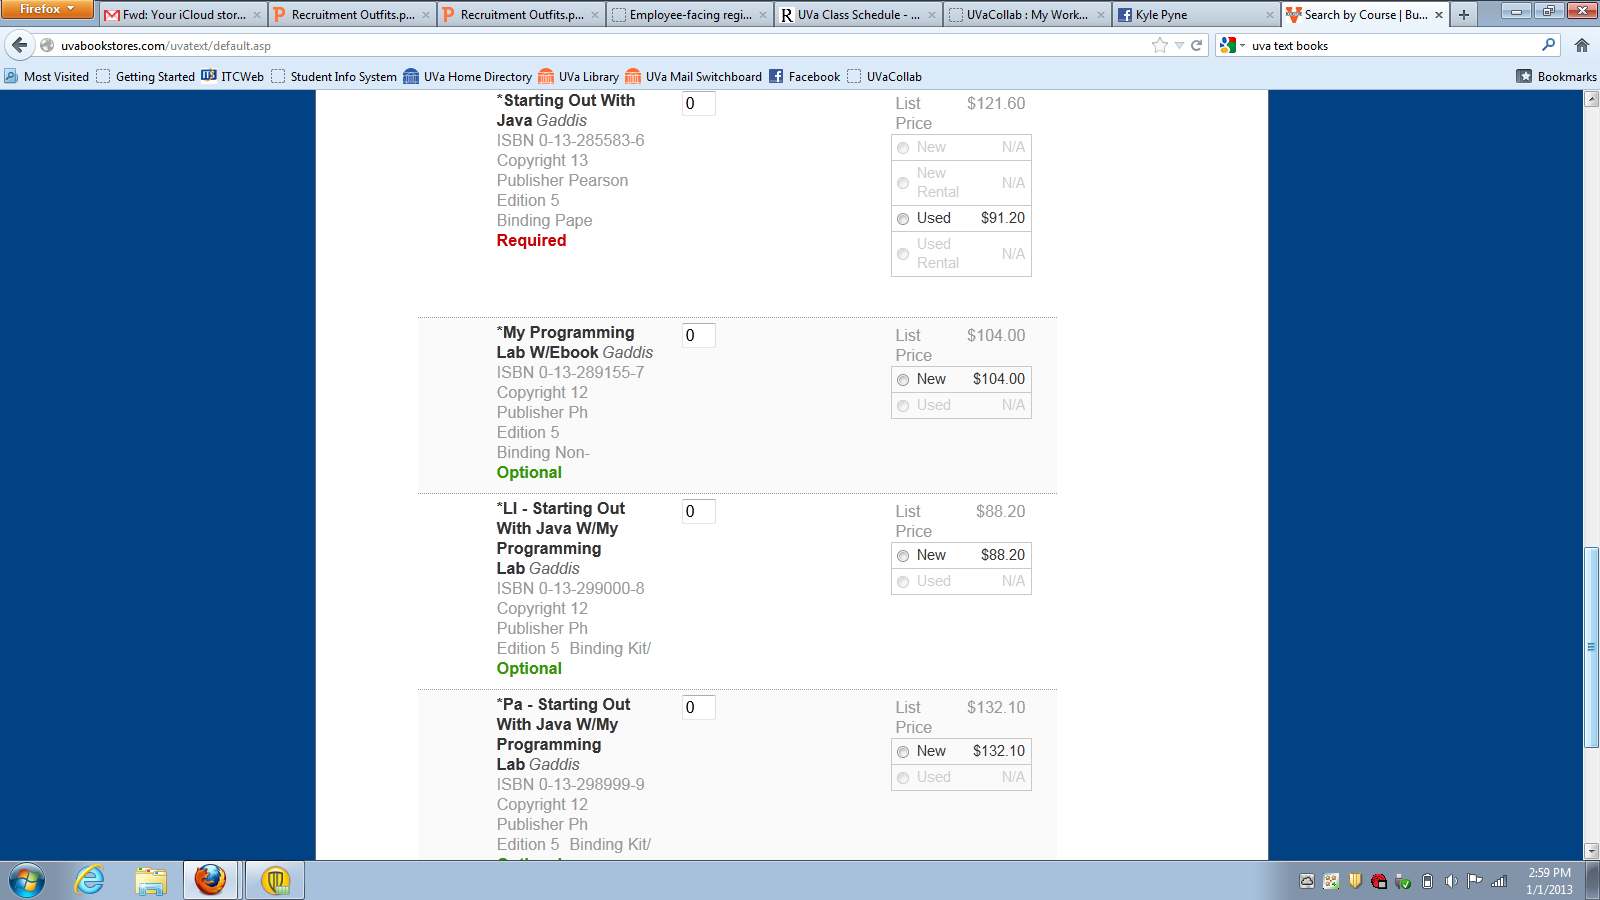 Firefox
Fwd: Your iCloud stor...
Recruitment Outfits.p...
Recruitment Outfits.p...
Employee-facing regi...
UVa Class Schedule - ...
UVaCollab : My Work...
Kyle Pyne
Search by Course | Bu...
uvabookstores.com/uvatext/default.asp
uva text books
Most Visited
Getting Started
ITCWeb
Student Info System
UVa Home Directory
UVa Library
UVa Mail Switchboard
Facebook
UVaCollab
Bookmarks
*Starting Out With
Java Gaddis
ISBN 0-13-285583-6
Copyright 13
Publisher Pearson
Edition 5
Binding Pape
Required
0
List Price $121.60
New N/A
New Rental N/A
Used $91.20
Used Rental N/A
*My Programming
Lab W/Ebook Gaddis
ISBN 0-13-289155-7
Copyright 12
Publisher Ph
Edition 5
Binding Non-
Optional
0
List Price $104.00
New $104.00
Used N/A
*Ll - Starting Out
With Java W/My
Programming
Lab Gaddis
ISBN 0-13-299000-8
Copyright 12
Publisher Ph
Edition 5 Binding Kit/
Optional
0
List Price $88.20
New $88.20
Used N/A
*Pa - Starting Out
With Java W/My
Programming
Lab Gaddis
ISBN 0-13-298999-9
Copyright 12
Publisher Ph
Edition 5 Binding Kit/
0
List Price $132.10
New $132.10
Used N/A
2:59 PM
1/1/2013